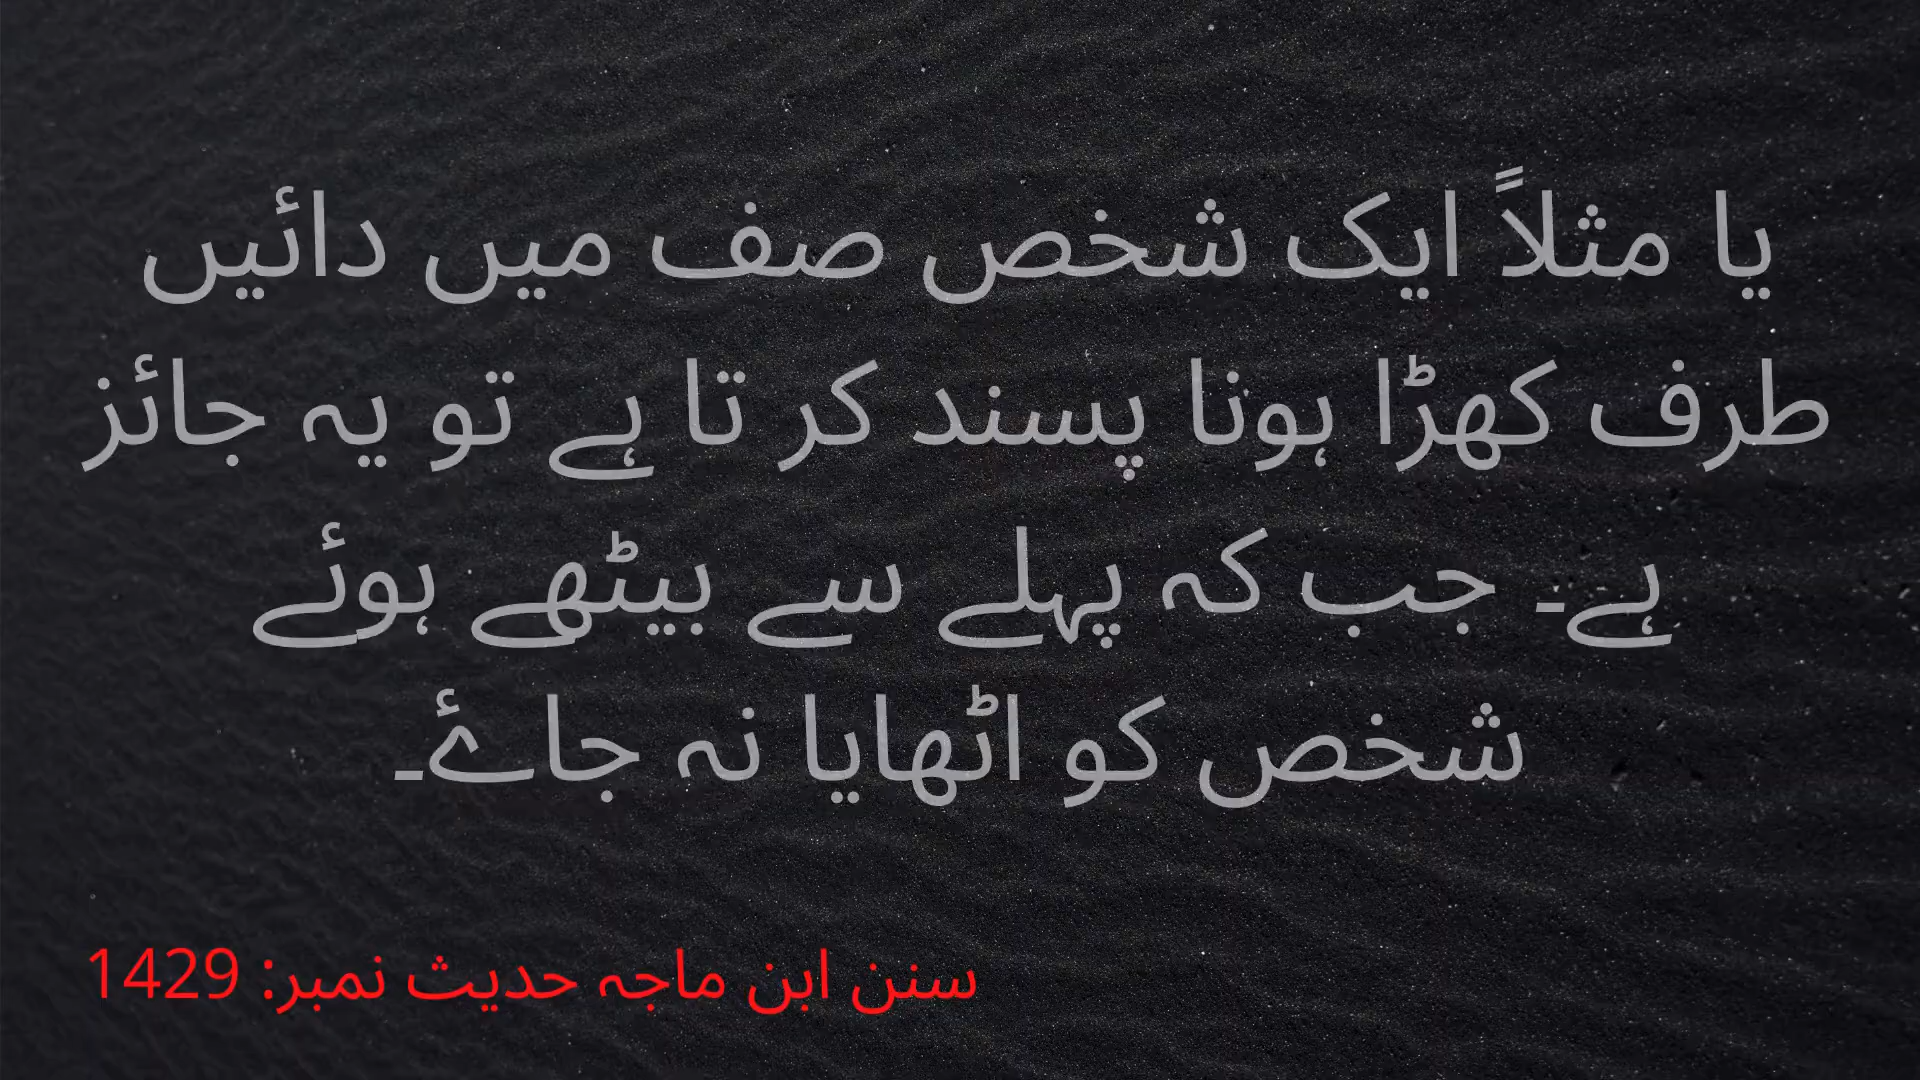 یا مثلاً ایک شخص صف میں دائیں
طرف کھڑا ہونا پسند کر تا ہے تو یہ جائز
ہے۔ جب کہ پہلے سے بیٹھے ہوئے
شخص کو اٹھایا نہ جاۓ۔
سنن ابن ماجہ حدیث نمبر: 1429